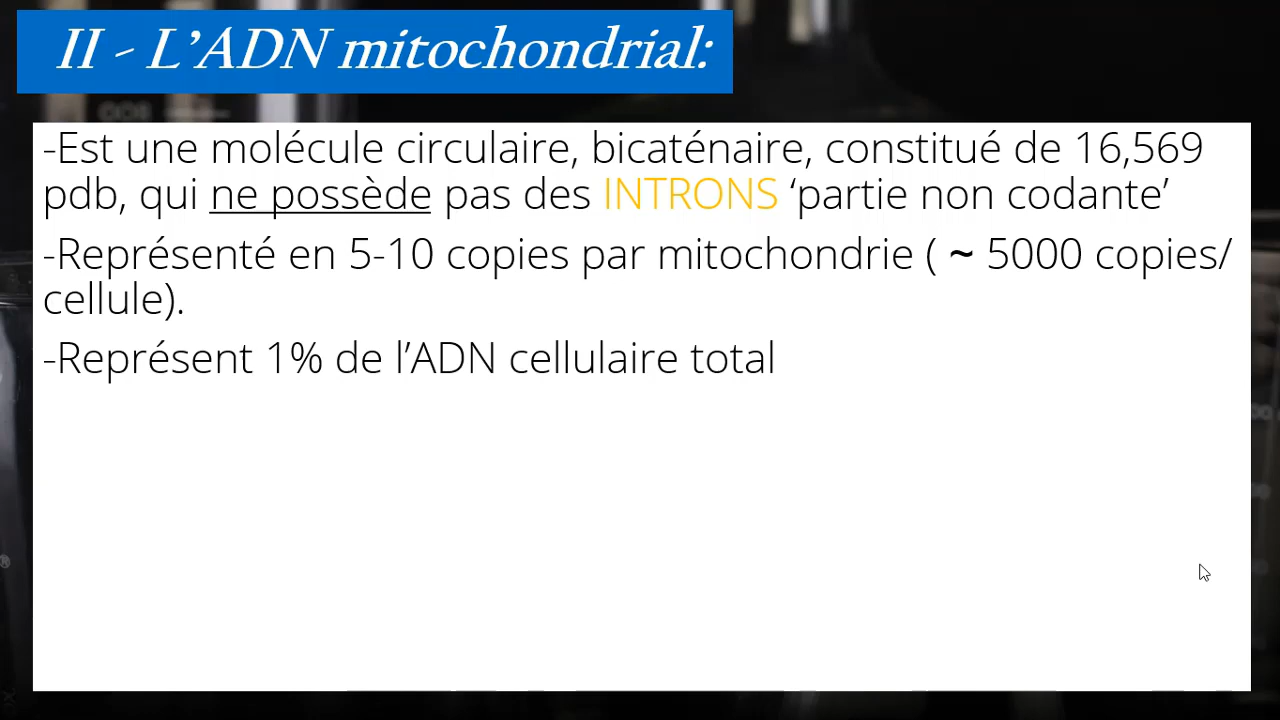 II - L’ADN mitochondrial:
-Est une molécule circulaire, bicaténaire, constitué de 16,569
pdb, qui ne possède pas des INTRONS ‘partie non codante’
-Représenté en 5-10 copies par mitochondrie ( ~ 5000 copies/
cellule).
-Représent 1% de l’ADN cellulaire total